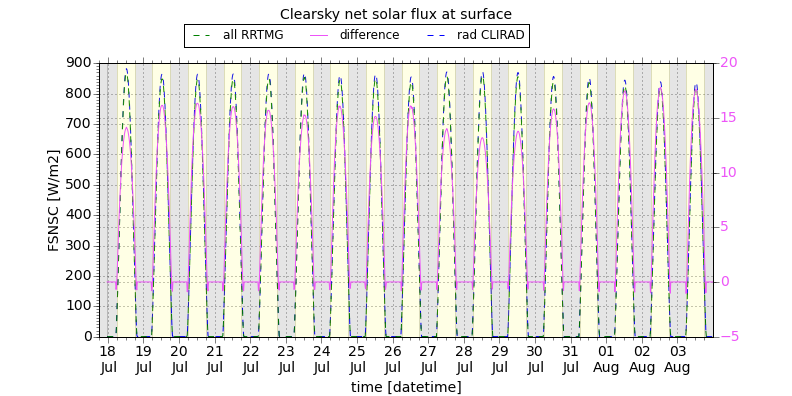 Clearsky net solar flux at surface
all RRTMG difference rad CLIRAD
900
800
700
600
500
400
300
200
100
0
FSNSC [W/m2]
20
15
10
5
0
−5
18 19 20 21 22 23 24 25 26 27 28 29 30 31 01 02 03
Jul Jul Jul Jul Jul Jul Jul Jul Jul Jul Jul Jul Jul Jul Aug Aug Aug
time [datetime]